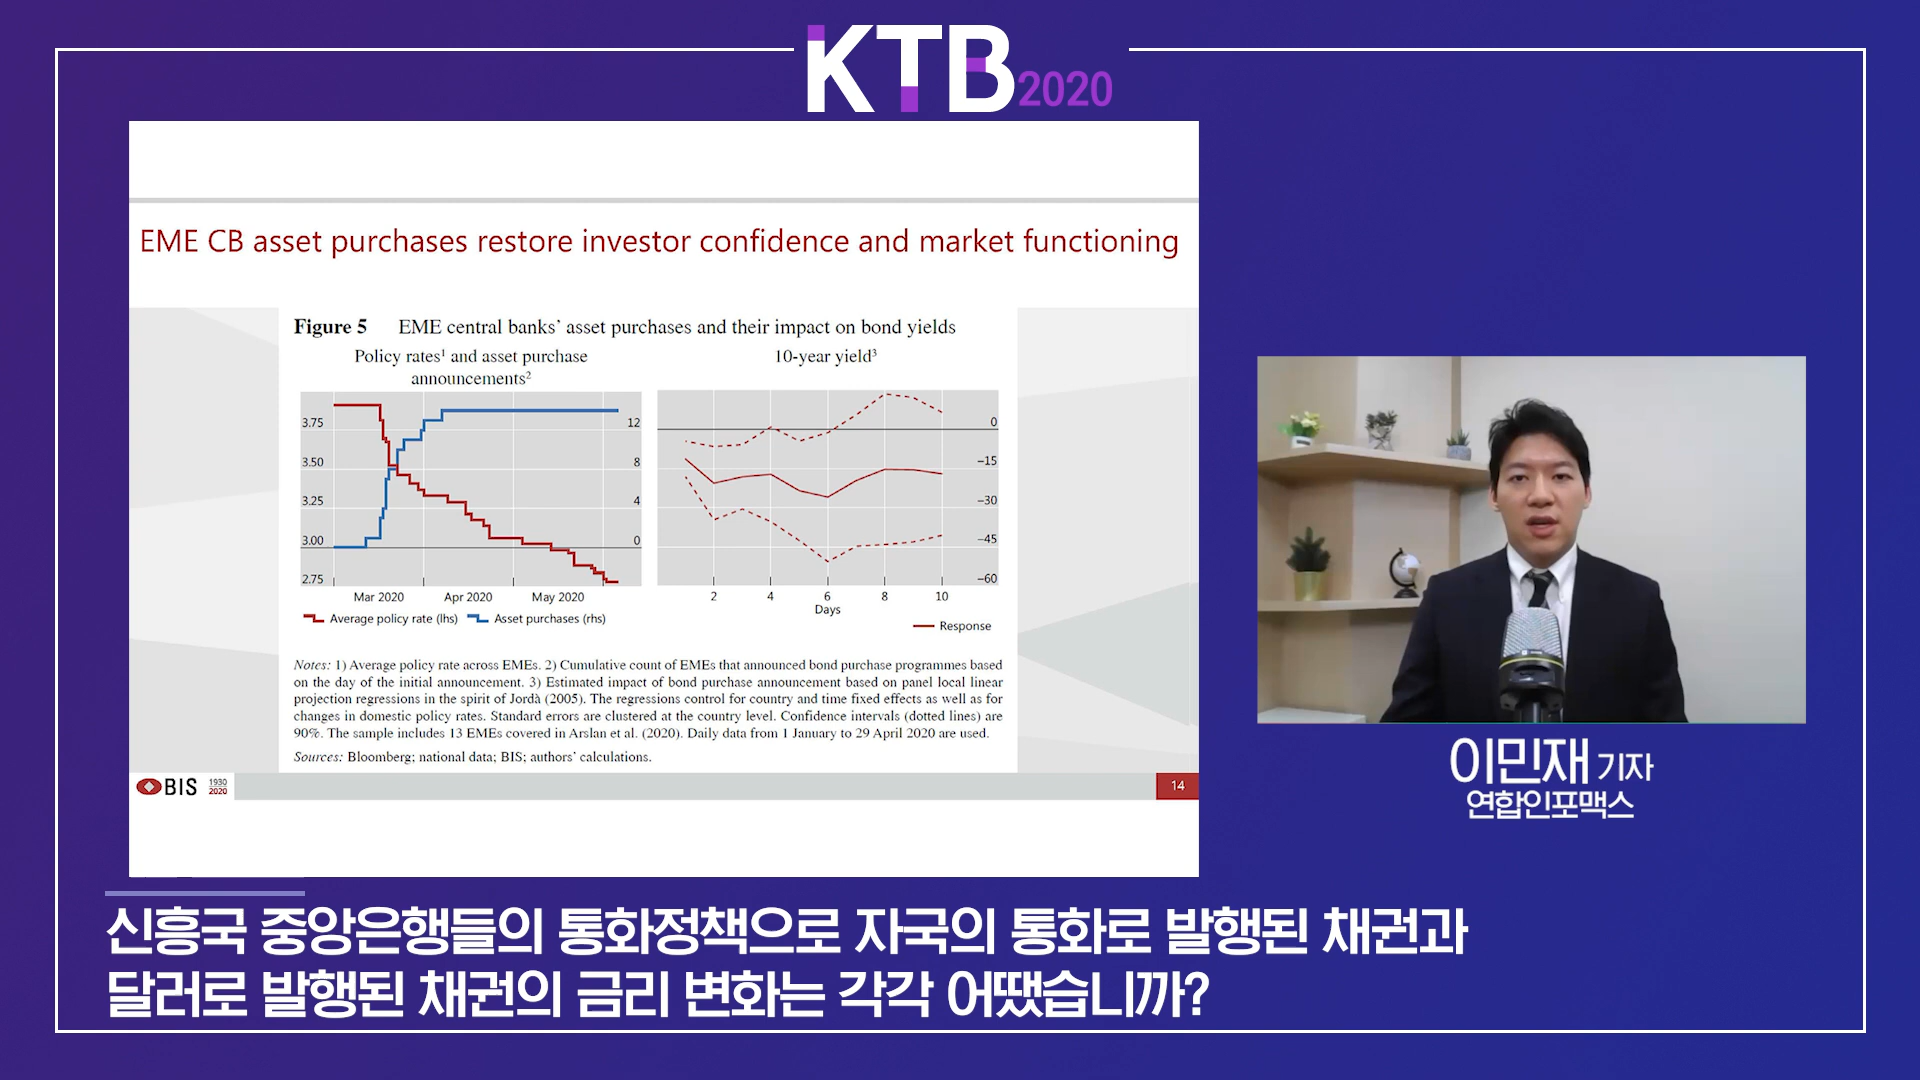 KTB 2020
EME CB asset purchases restore investor confidence and market functioning
Figure 5 EME central banks’ asset purchases and their impact on bond yields
Policy rates¹ and asset purchase
announcements²
3.75
3.50
3.25
3.00
2.75
12
8
4
0
Mar 2020 Apr 2020 May 2020
Average policy rate (lhs) Asset purchases (rhs)
10-year yield³
0
−15
−30
−45
−60
2 4 6 8 10
Days
Response
Notes: 1) Average policy rate across EMEs. 2) Cumulative count of EMEs that announced bond purchase programmes based
on the day of the initial announcement. 3) Estimated impact of bond purchase announcement based on panel local linear
projection regressions in the spirit of Jordà (2005). The regressions control for country and time fixed effects as well as for
changes in domestic policy rates. Standard errors are clustered at the country level. Confidence intervals (dotted lines) are
90%. The sample includes 13 EMEs covered in Arslan et al. (2020). Daily data from 1 January to 29 April 2020 are used.
Sources: Bloomberg; national data; BIS; authors’ calculations.
BIS 1930
2020
14
이민재 기자
연합인포맥스
신흥국 중앙은행들의 통화정책으로 자국의 통화로 발행된 채권과
달러로 발행된 채권의 금리 변화는 각각 어땠습니까?